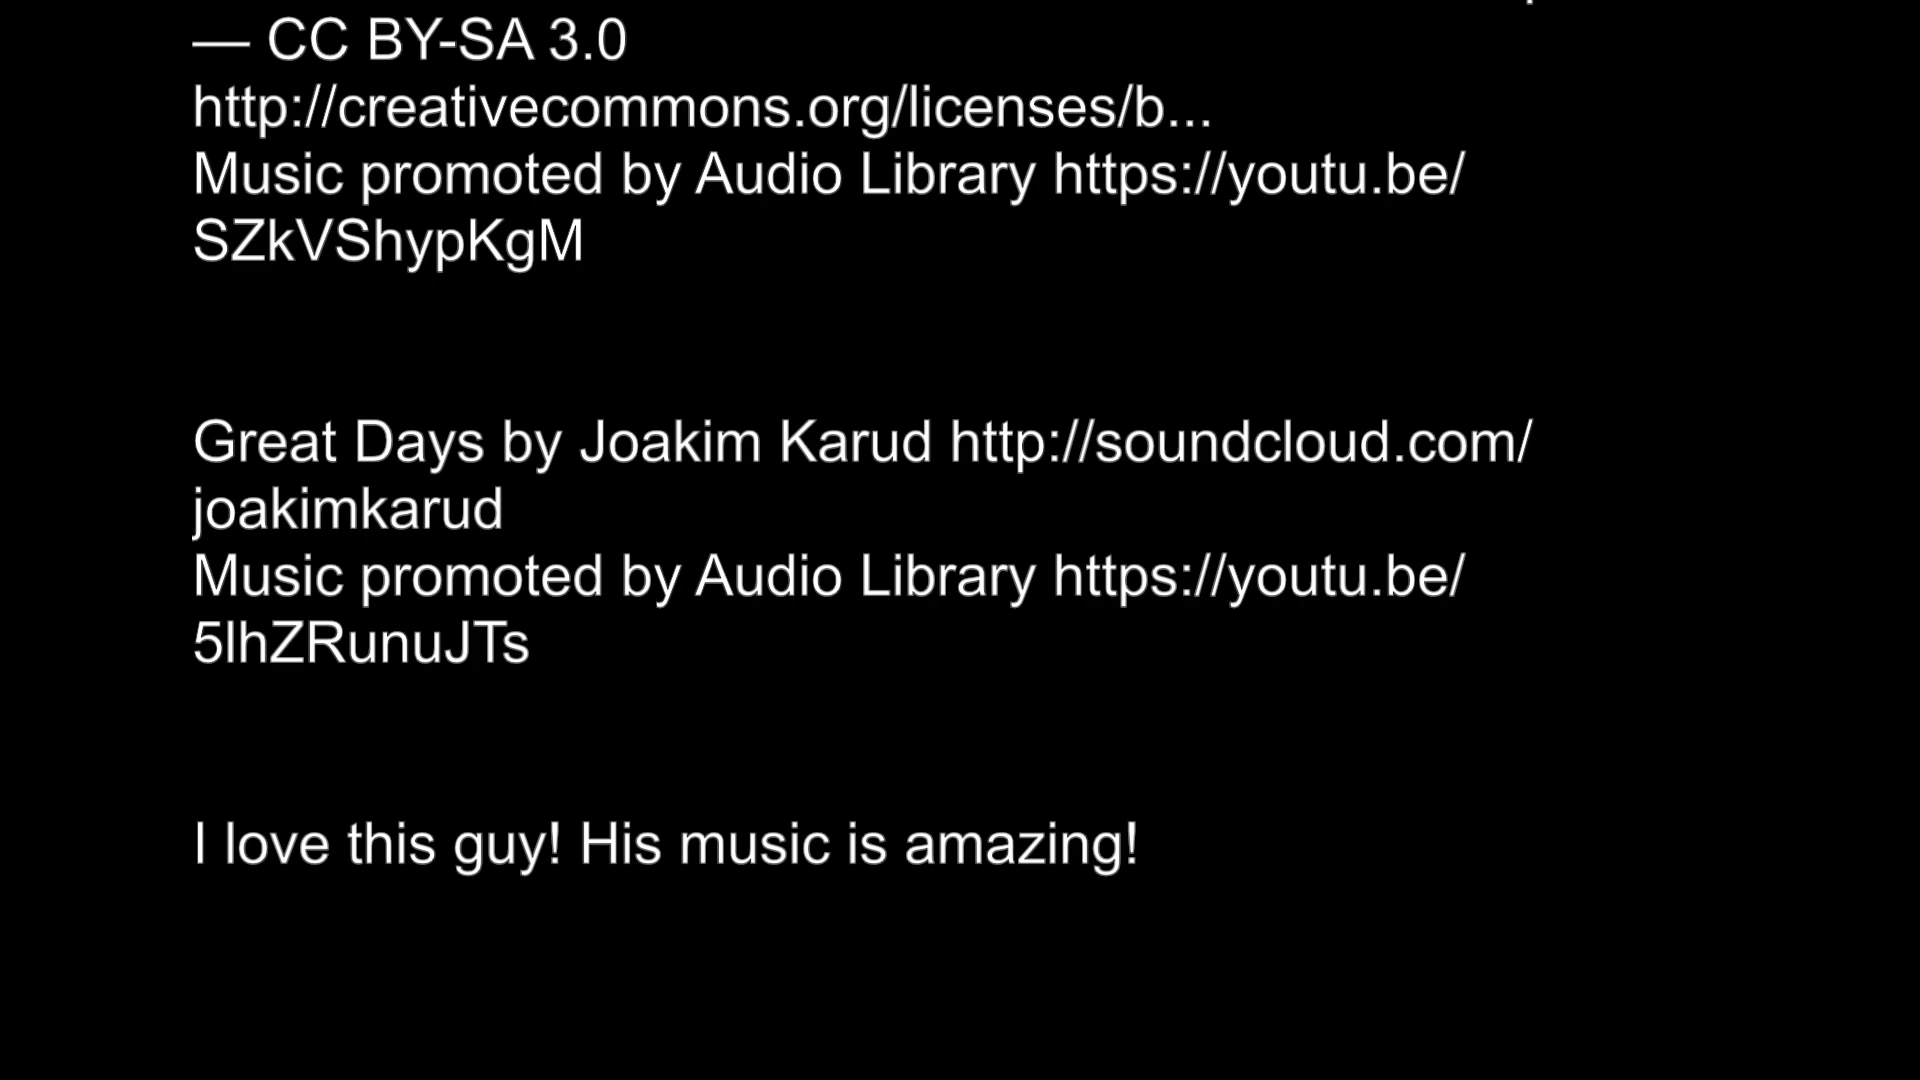 — CC BY-SA 3.0
http://creativecommons.org/licenses/b...
Music promoted by Audio Library https://youtu.be/
SZkVShypKgM
Great Days by Joakim Karud http://soundcloud.com/
joakimkarud
Music promoted by Audio Library https://youtu.be/
5lhZRunuJTs
I love this guy! His music is amazing!